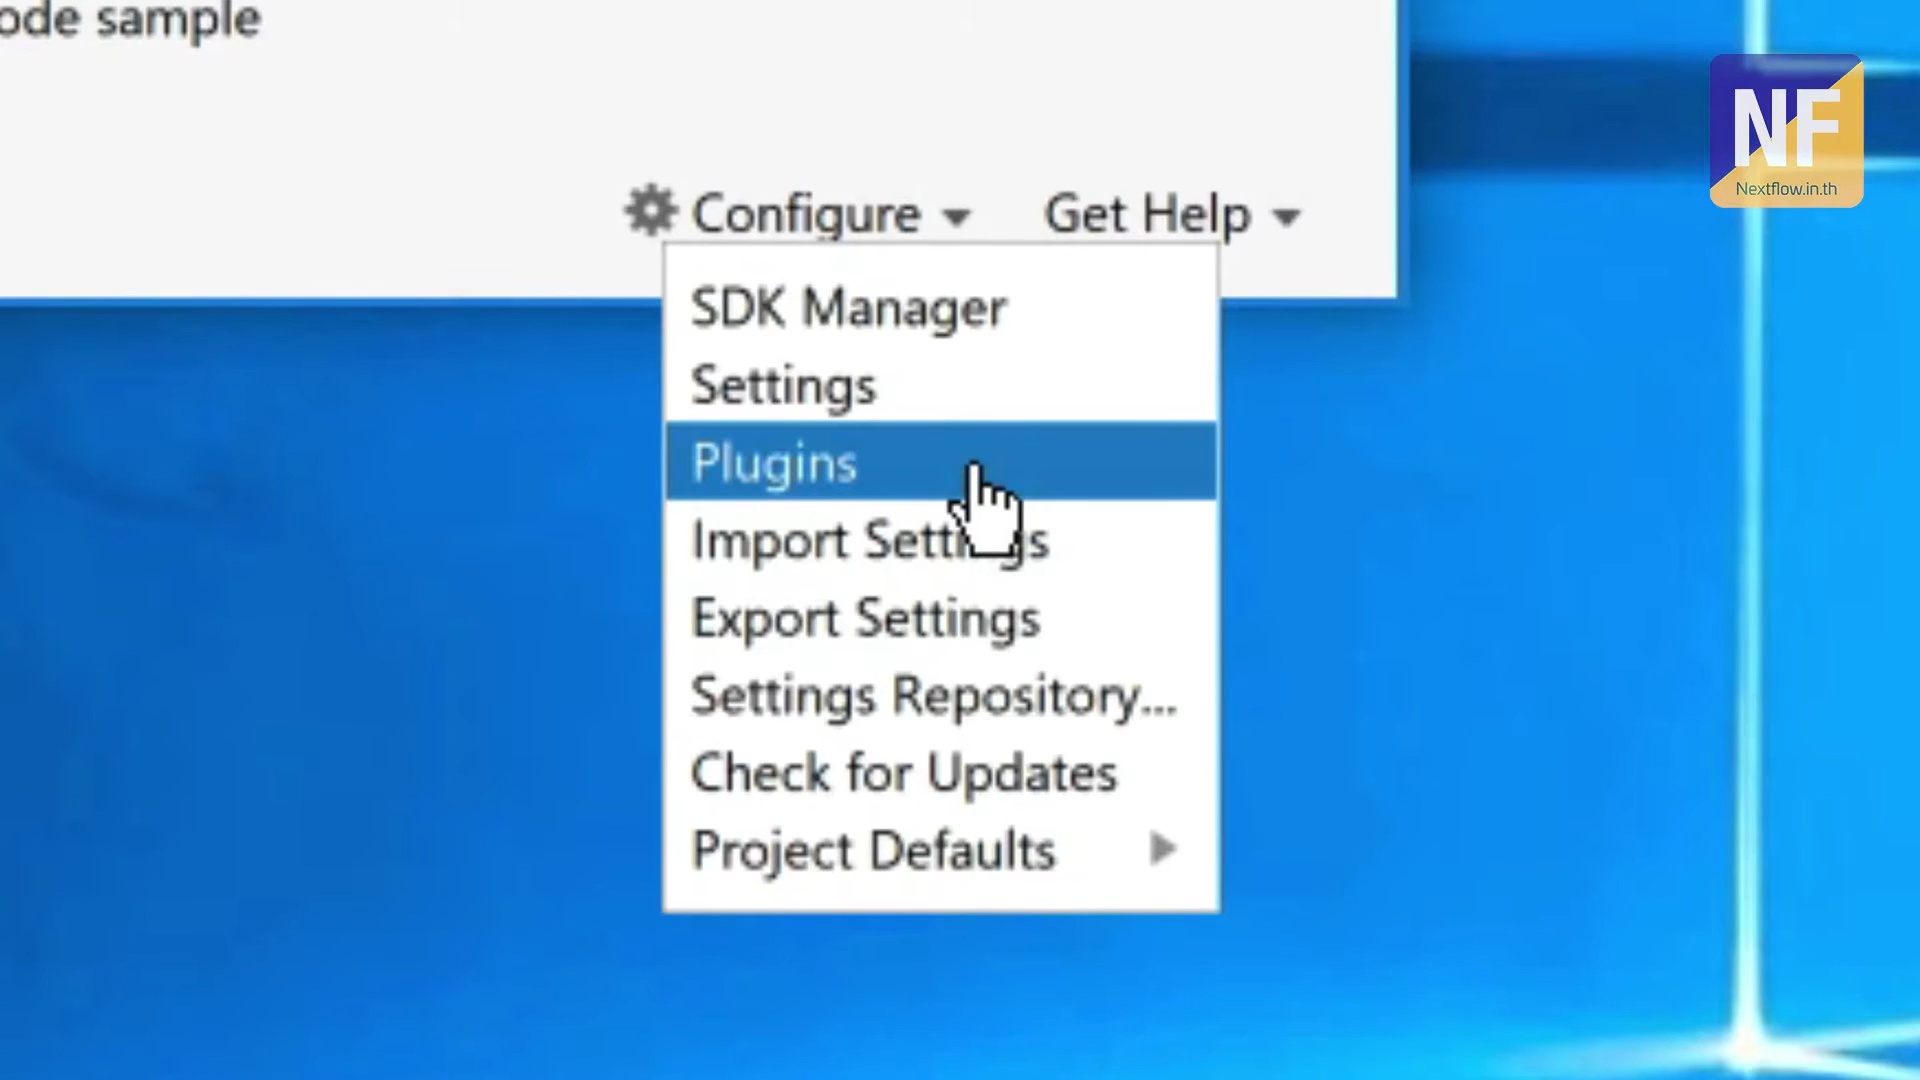 ode sample
NF
Nextflow.in.th
Configure
Get Help
SDK Manager
Settings
Plugins
Import Settings
Export Settings
Settings Repository...
Check for Updates
Project Defaults